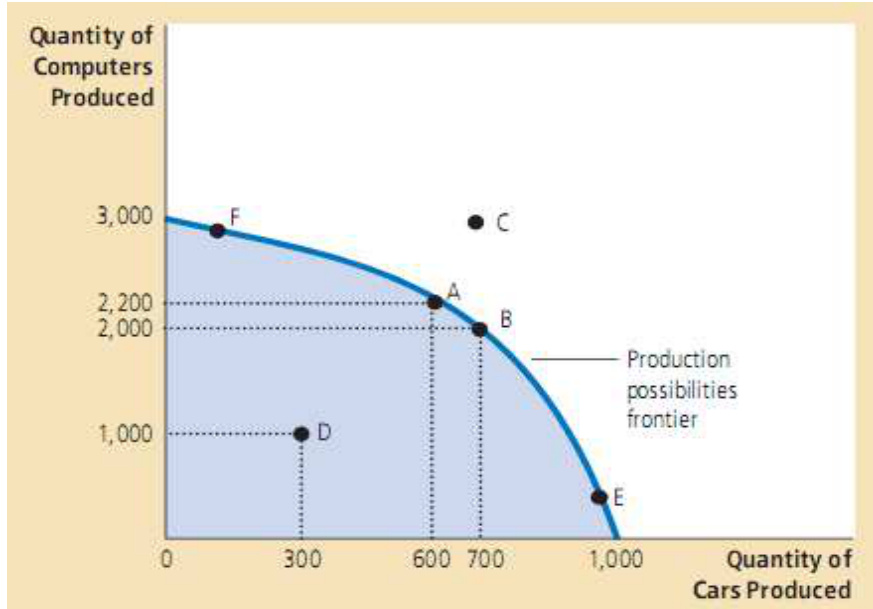 Quantity of
Computers
Produced
3,000
F
C
2,200
A
2,000
B
Production
possibilities
frontier
1,000
D
E
0
300
600
700
1,000
Quantity of
Cars Produced